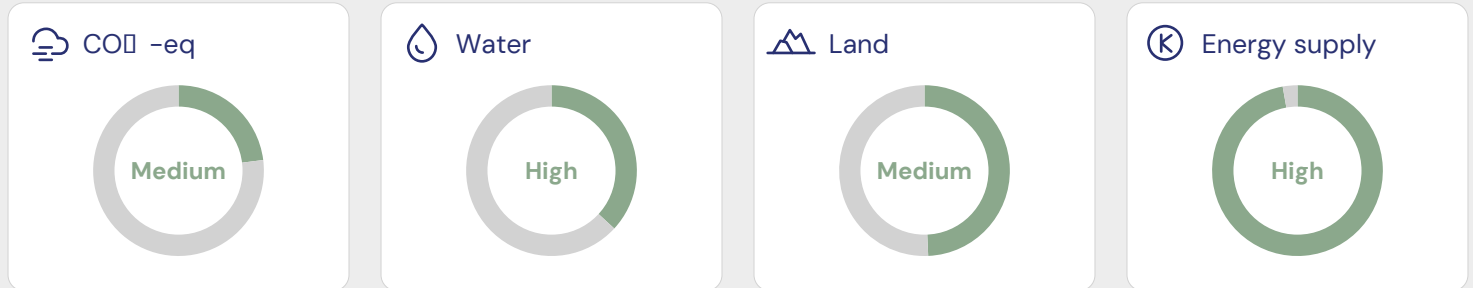 CO▯ -eq
Medium
Water
High
Land
Medium
Energy supply
High